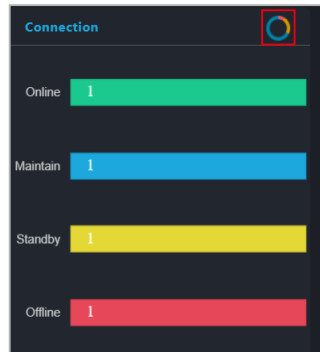 Connection
Online 1
Maintain 1
Standby 1
Offline 1